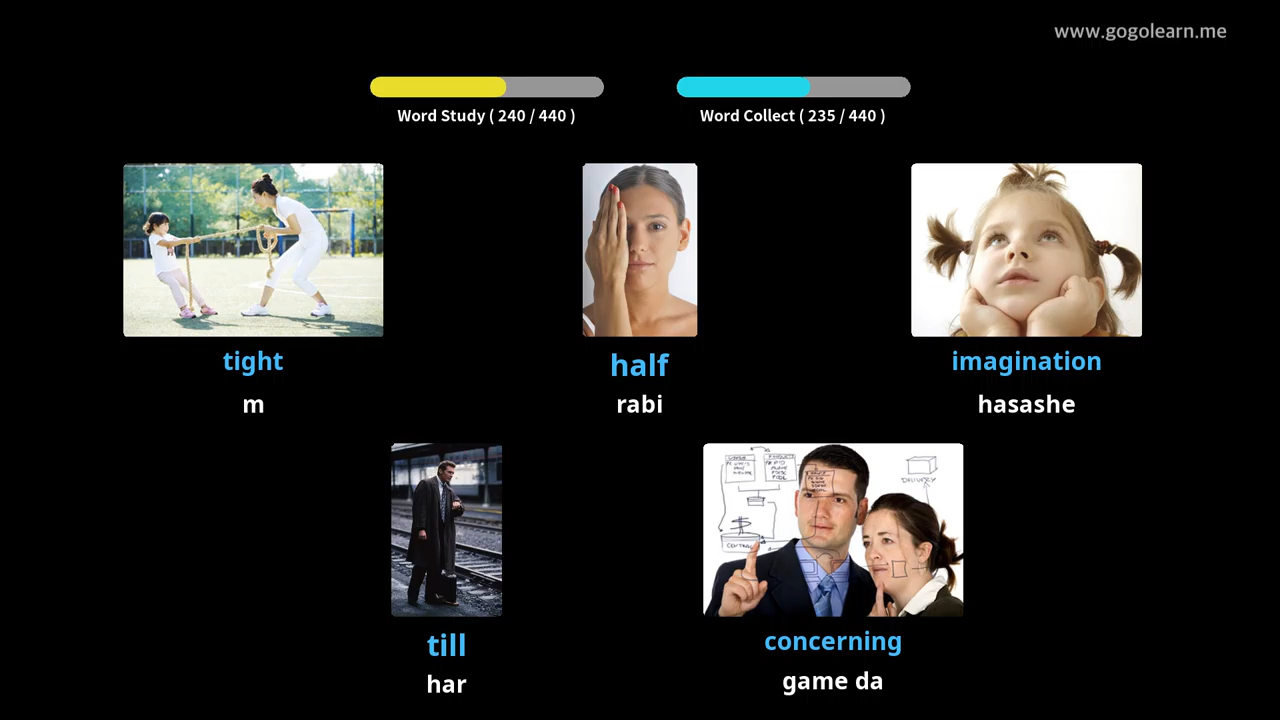 www.gogolearn.me
Word Study ( 240 / 440 )
Word Collect ( 235 / 440 )
tight
m
half
rabi
imagination
hasashe
till
har
DELIVERY
concerning
game da